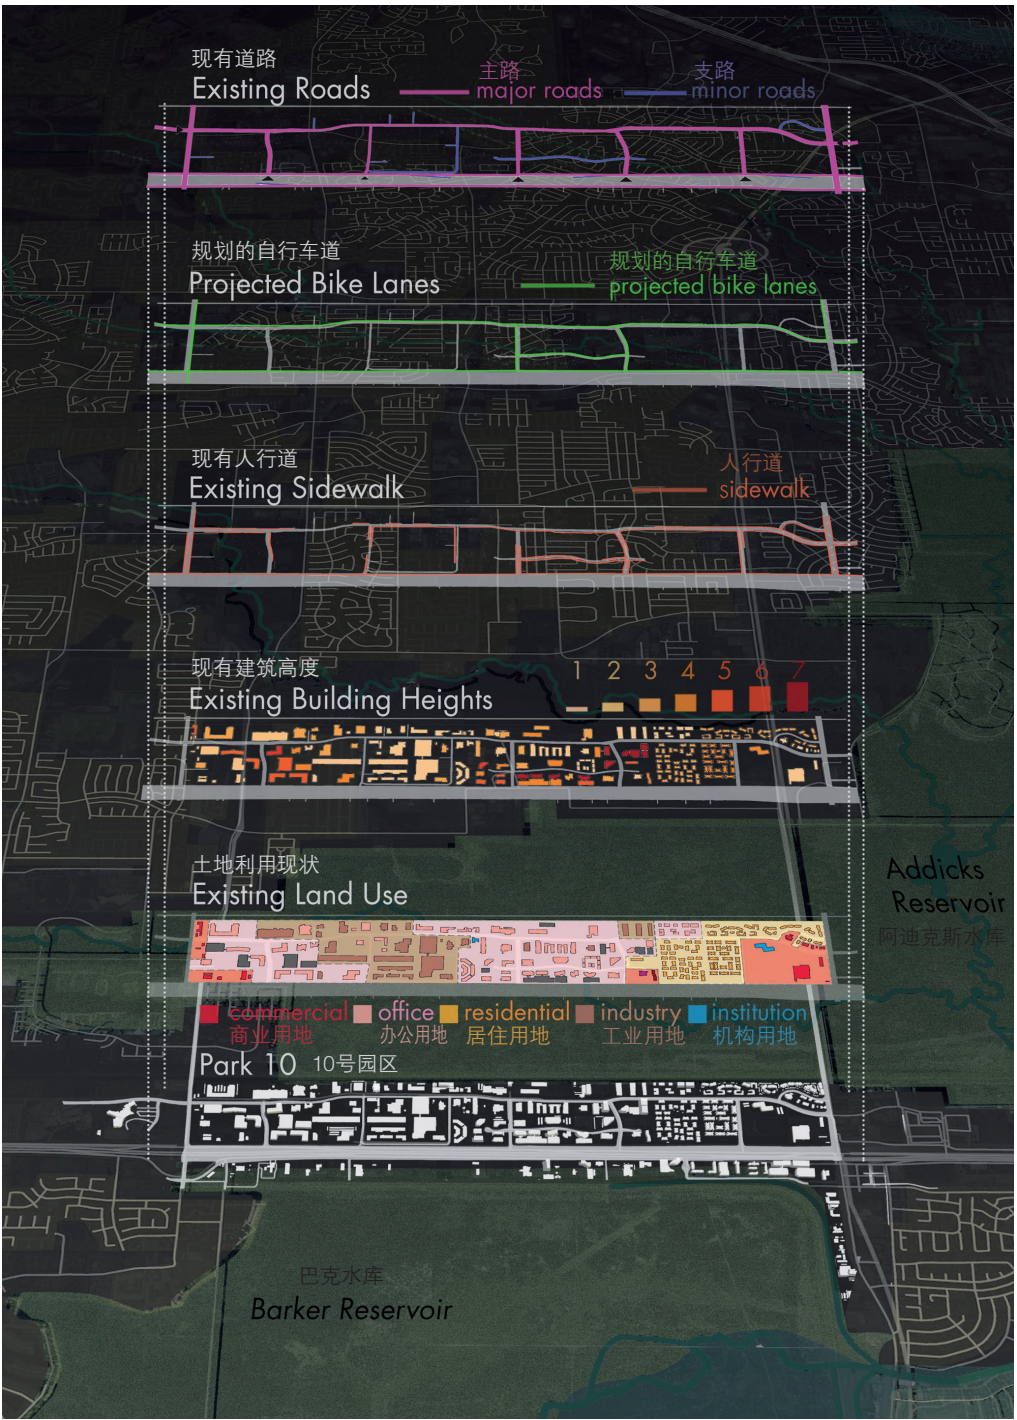 现有道路
Existing Roads
主路
major roads
支路
minor roads
规划的自行车道
Projected Bike Lanes
规划的自行车道
projected bike lanes
现有人行道
Existing Sidewalk
人行道
sidewalk
现有建筑高度
Existing Building Heights
1 2 3 4 5 6 7
土地利用现状
Existing Land Use
Addicks
Reservoir
阿迪克斯水库
commercial office residential industry institution
商业用地 办公用地 居住用地 工业用地 机构用地
Park 10 10号园区
巴克水库
Barker Reservoir